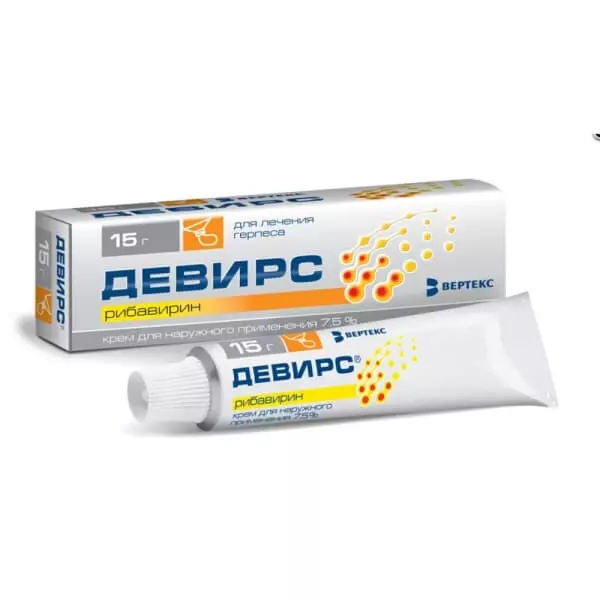 15 г
для лечения
герпеса
ДЕВИРС
рибавирин
крем для наружного применения 7,5 %
ВЕРТЕКС
15 г
ДЕВИРС®
15 г
ДЕВИРС®
рибавирин
крем для наружного
применения 7,5%
ВЕРТЕКС